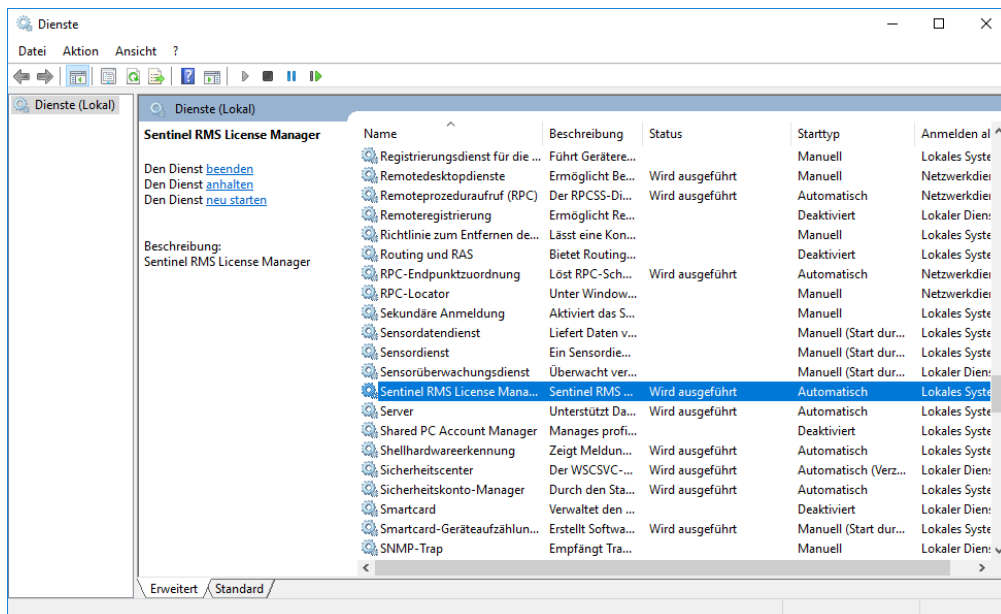 Dienste
Datei Aktion Ansicht ?
Dienste (Lokal)
Dienste (Lokal)
Sentinel RMS License Manager
Den Dienst beenden
Den Dienst anhalten
Den Dienst neu starten
Beschreibung:
Sentinel RMS License Manager
Name Beschreibung Status Starttyp Anmelden al
Registrierungsdienst für die ... Führt Gerätere... Manuell Lokales Syste
Remotedesktopdienste Ermöglicht Be... Wird ausgeführt Manuell Netzwerkdien
Remoteprozeduraufruf (RPC) Der RPCSS-Di... Wird ausgeführt Automatisch Netzwerkdien
Remoteregistrierung Ermöglicht Re... Deaktiviert Lokaler Diens
Richtlinie zum Entfernen de... Lässt eine Kon... Manuell Lokales Syste
Routing und RAS Bietet Routing... Deaktiviert Lokales Syste
RPC-Endpunktzuordnung Löst RPC-Sch... Wird ausgeführt Automatisch Netzwerkdien
RPC-Locator Unter Window... Manuell Netzwerkdien
Sekundäre Anmeldung Aktiviert das S... Manuell Lokales Syste
Sensordatendienst Liefert Daten v... Manuell (Start dur... Lokales Syste
Sensordienst Ein Sensordie... Manuell (Start dur... Lokales Syste
Sensorüberwachungsdienst Überwacht ver... Manuell (Start dur... Lokaler Diens
Sentinel RMS License Mana... Sentinel RMS ... Wird ausgeführt Automatisch Lokales Syste
Server Unterstützt Da... Wird ausgeführt Automatisch Lokales Syste
Shared PC Account Manager Manages profi... Deaktiviert Lokales Syste
Shellhardwareerkennung Zeigt Meldun... Wird ausgeführt Automatisch Lokales Syste
Sicherheitscenter Der WSCSVC-... Wird ausgeführt Automatisch (Verz... Lokaler Diens
Sicherheitskonto-Manager Durch den Sta... Wird ausgeführt Automatisch Lokales Syste
Smartcard Verwaltet den ... Deaktiviert Lokaler Diens
Smartcard-Geräteaufzählun... Erstellt Softwa... Wird ausgeführt Manuell (Start dur... Lokales Syste
SNMP-Trap Empfängt Tra... Manuell Lokaler Diens
Erweitert Standard